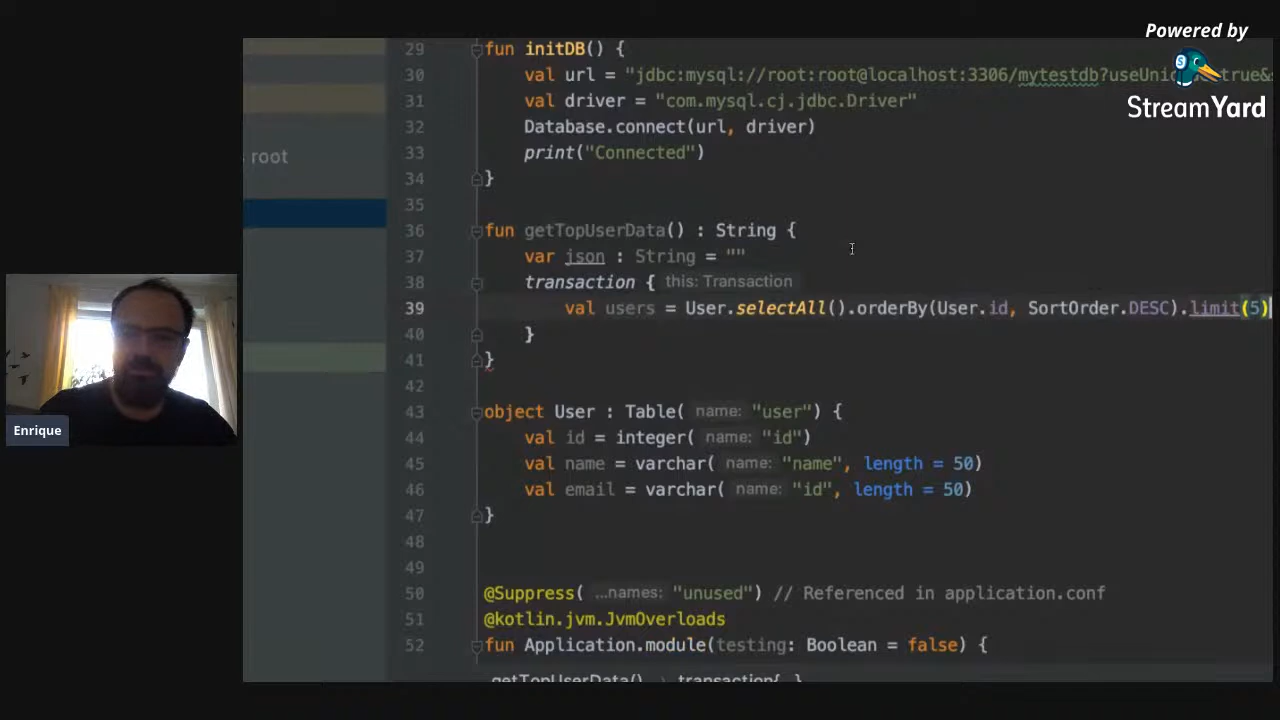 Powered by
StreamYard
29 fun initDB() {
30 val url = "jdbc:mysql://root:root@localhost:3306/mytestdb?useUnicode=true&
31 val driver = "com.mysql.cj.jdbc.Driver"
32 Database.connect(url, driver)
33 print("Connected")
34 }
35
36 fun getTopUserData() : String {
37 var json : String = ""
38 transaction { this: Transaction
39 val users = User.selectAll().orderBy(User.id, SortOrder.DESC).limit(5)
40 }
41 }
42
43 object User : Table( name: "user") {
44 val id = integer( name: "id")
45 val name = varchar( name: "name", length = 50)
46 val email = varchar( name: "id", length = 50)
47 }
48
49
50 @Suppress( ...names: "unused") // Referenced in application.conf
51 @kotlin.jvm.JvmOverloads
52 fun Application.module(testing: Boolean = false) {
getTopUserData() › transaction{...}
root
Enrique